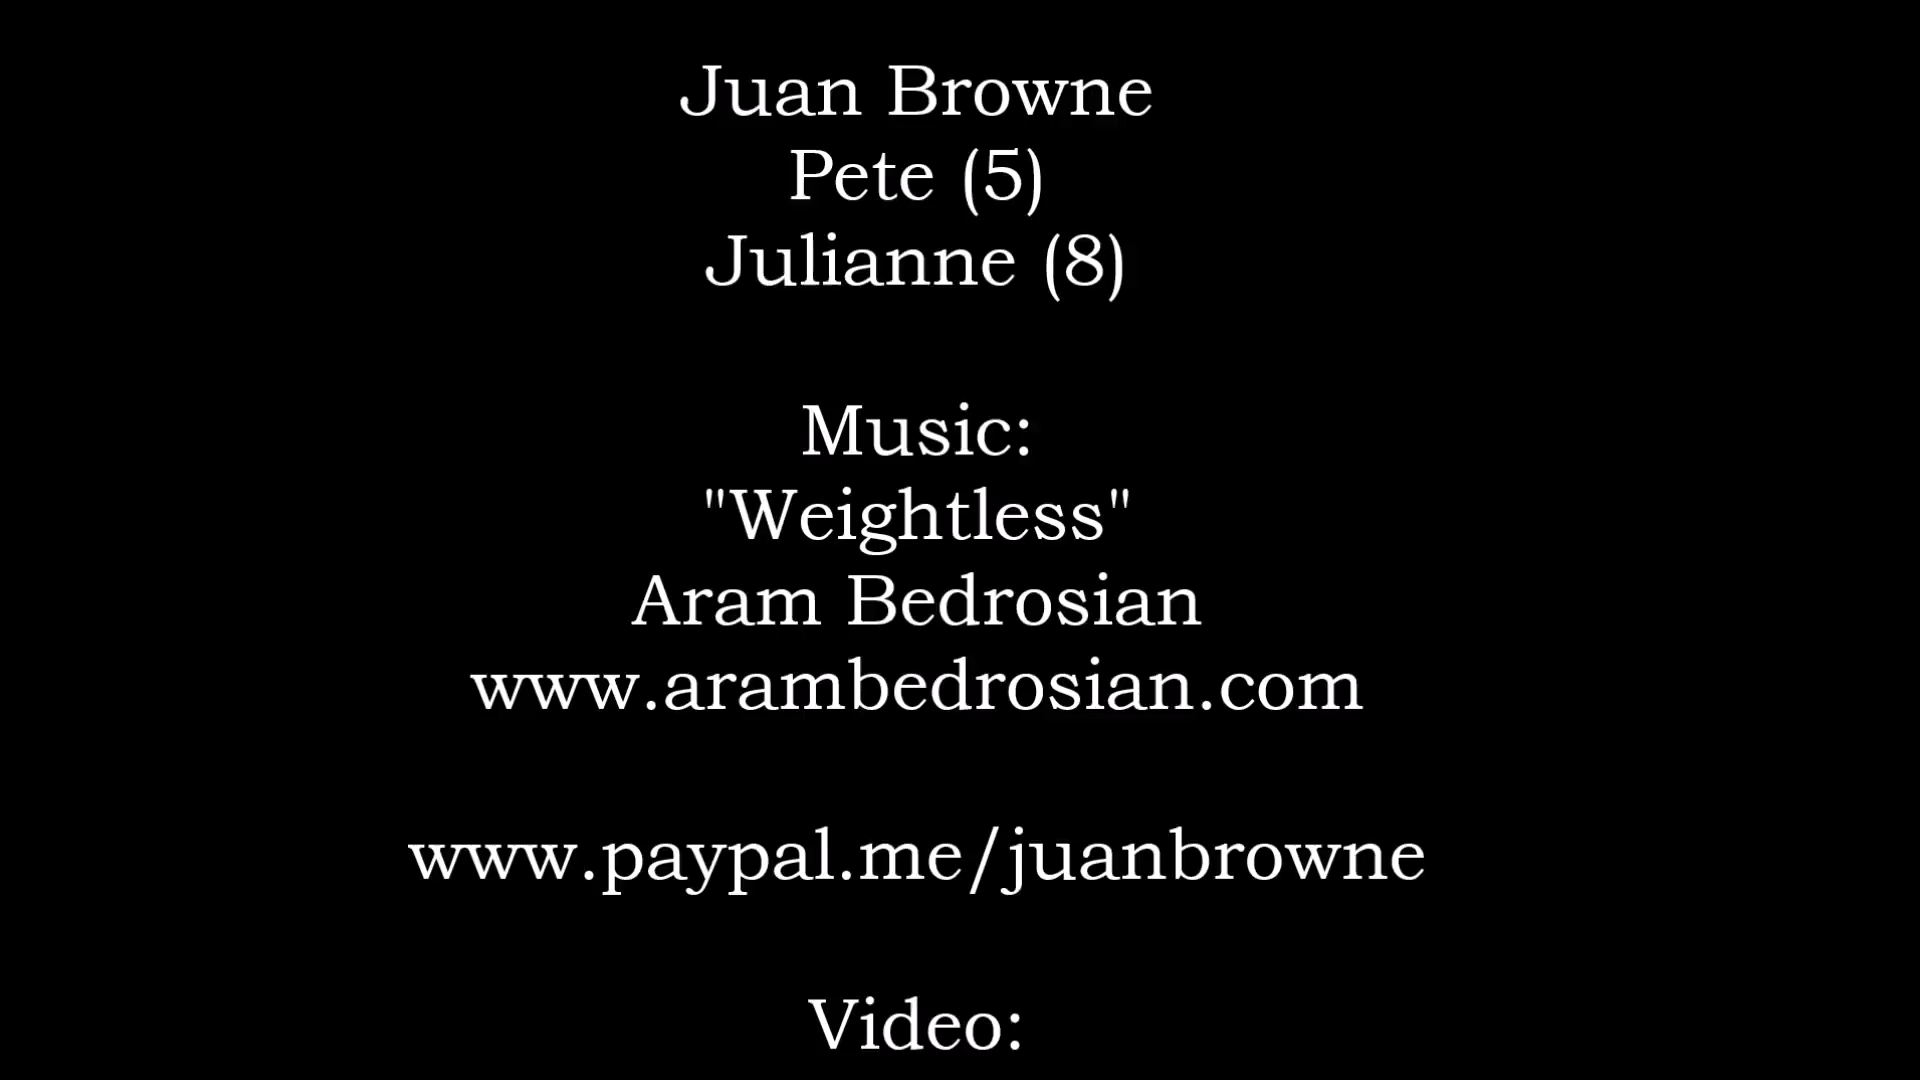 Juan Browne
Pete (5)
Julianne (8)
Music:
"Weightless"
Aram Bedrosian
www.arambedrosian.com
www.paypal.me/juanbrowne
Video: